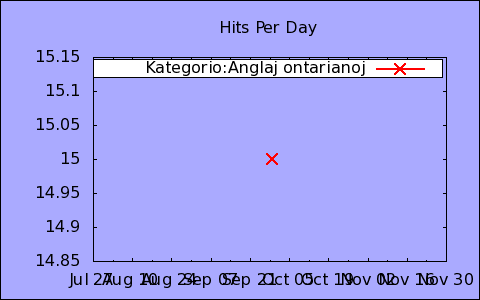 Hits Per Day
Kategorio:Anglaj ontarianoj
15.15
15.1
15.05
15
14.95
14.9
14.85
Jul 27 Aug 10 Aug 24 Sep 07 Sep 21 Oct 05 Oct 19 Nov 02 Nov 16 Nov 30